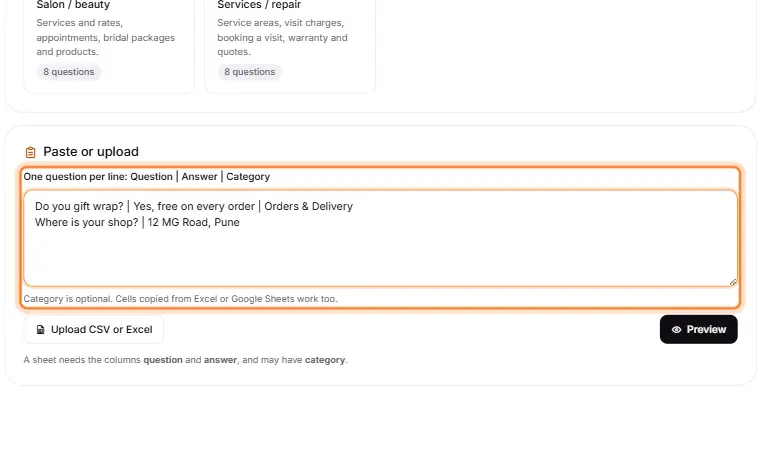 Salon / beauty
Services and rates,
appointments, bridal packages
and products.
8 questions
Services / repair
Service areas, visit charges,
booking a visit, warranty and
quotes.
8 questions
Paste or upload
One question per line: Question | Answer | Category
Do you gift wrap? | Yes, free on every order | Orders & Delivery
Where is your shop? | 12 MG Road, Pune
Category is optional. Cells copied from Excel or Google Sheets work too.
Upload CSV or Excel
Preview
A sheet needs the columns question and answer, and may have category.